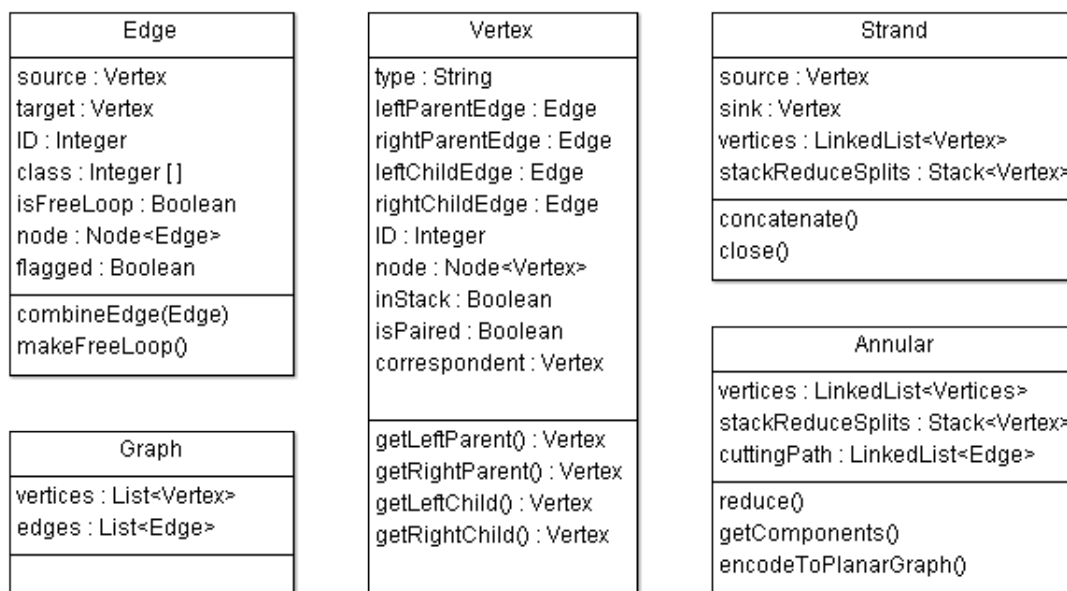 Edge
source : Vertex
target : Vertex
ID : Integer
class : Integer [ ]
isFreeLoop : Boolean
node : Node<Edge>
flagged : Boolean
combineEdge(Edge)
makeFreeLoop()
Graph
vertices : List<Vertex>
edges : List<Edge>
Vertex
type : String
leftParentEdge : Edge
rightParentEdge : Edge
leftChildEdge : Edge
rightChildEdge : Edge
ID : Integer
node : Node<Vertex>
inStack : Boolean
isPaired : Boolean
correspondent : Vertex
getLeftParent() : Vertex
getRightParent() : Vertex
getLeftChild() : Vertex
getRightChild() : Vertex
Strand
source : Vertex
sink : Vertex
vertices : LinkedList<Vertex>
stackReduceSplits : Stack<Vertex>
concatenate()
close()
Annular
vertices : LinkedList<Vertices>
stackReduceSplits : Stack<Vertex>
cuttingPath : LinkedList<Edge>
reduce()
getComponents()
encodeToPlanarGraph()